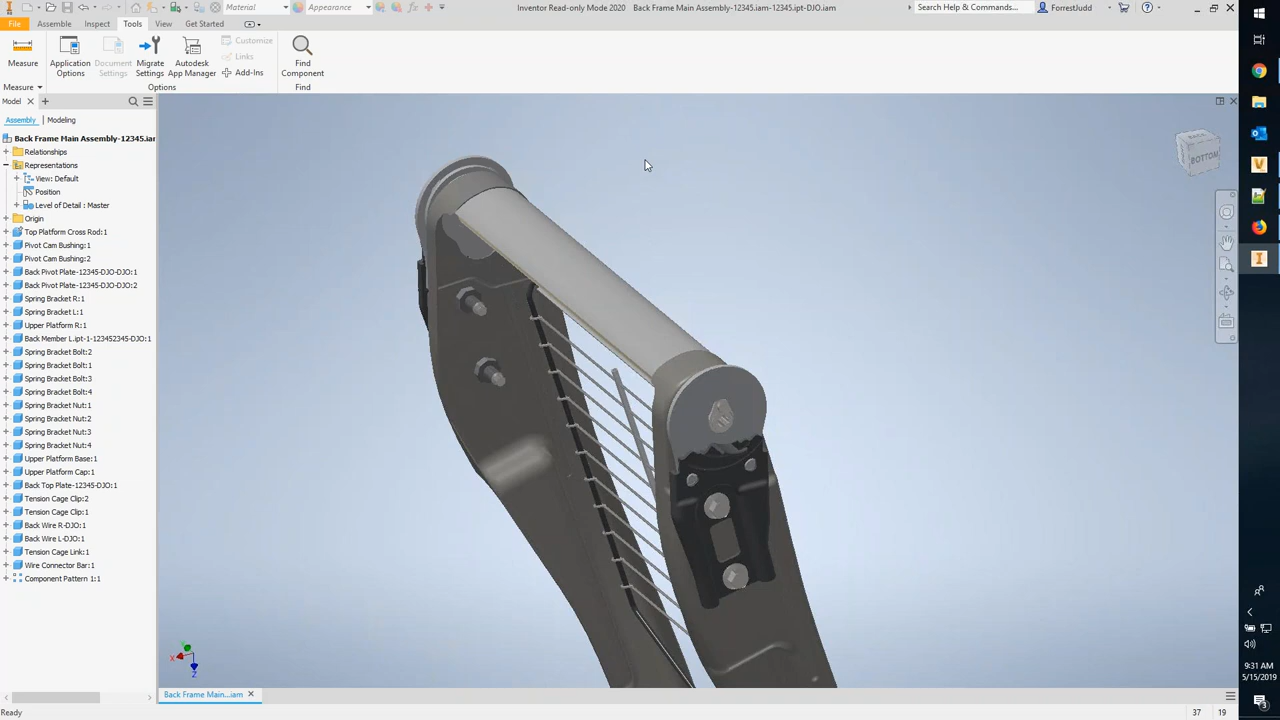 Material
Appearance
Inventor Read-only Mode 2020 Back Frame Main Assembly-12345.iam-12345.ipt-DJO.iam
Search Help & Commands...
ForrestJudd
File
Assemble
Inspect
Tools
View
Get Started
Measure
Application Options
Document Settings
Migrate Settings
Autodesk App Manager
Customize
Links
Add-Ins
Find Component
Measure
Options
Find
Model
Assembly
Modeling
Back Frame Main Assembly-12345.iar
Relationships
Representations
View: Default
Position
Level of Detail : Master
Origin
Top Platform Cross Rod:1
Pivot Cam Bushing:1
Pivot Cam Bushing:2
Back Pivot Plate-12345-DJO-DJO:1
Back Pivot Plate-12345-DJO-DJO:2
Spring Bracket R:1
Spring Bracket L:1
Upper Platform R:1
Back Member L.ipt-1-123452345-DJO:1
Spring Bracket Bolt:2
Spring Bracket Bolt:1
Spring Bracket Bolt:3
Spring Bracket Bolt:4
Spring Bracket Nut:1
Spring Bracket Nut:2
Spring Bracket Nut:3
Spring Bracket Nut:4
Upper Platform Base:1
Upper Platform Cap:1
Back Top Plate-12345-DJO:1
Tension Cage Clip:2
Tension Cage Clip:1
Back Wire R-DJO:1
Back Wire L-DJO:1
Tension Cage Link:1
Wire Connector Bar:1
Component Pattern 1:1
BOTTOM
X
Z
Back Frame Main...iam
Ready
37
19
9:31 AM
5/15/2019
3